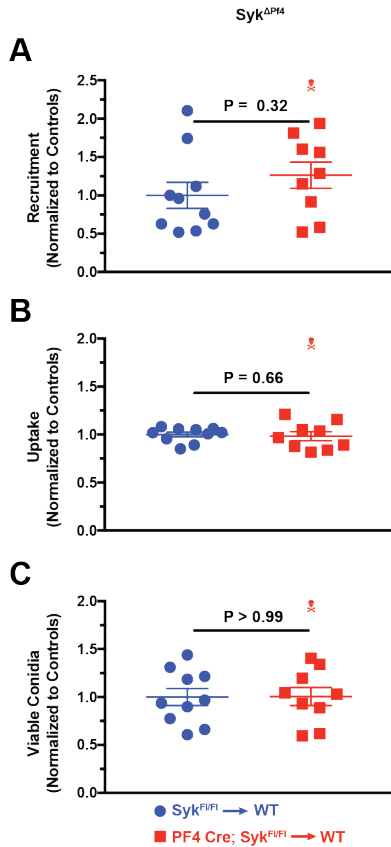 Syk^ΔPf4
A
Recruitment
(Normalized to Controls)
2.5
2.0
1.5
1.0
0.5
0.0
P = 0.32
B
Uptake
(Normalized to Controls)
2.0
1.5
1.0
0.5
0.0
P = 0.66
C
Viable Conidia
(Normalized to Controls)
2.0
1.5
1.0
0.5
0.0
P > 0.99
Syk^Fl/Fl → WT
PF4 Cre; Syk^Fl/Fl → WT